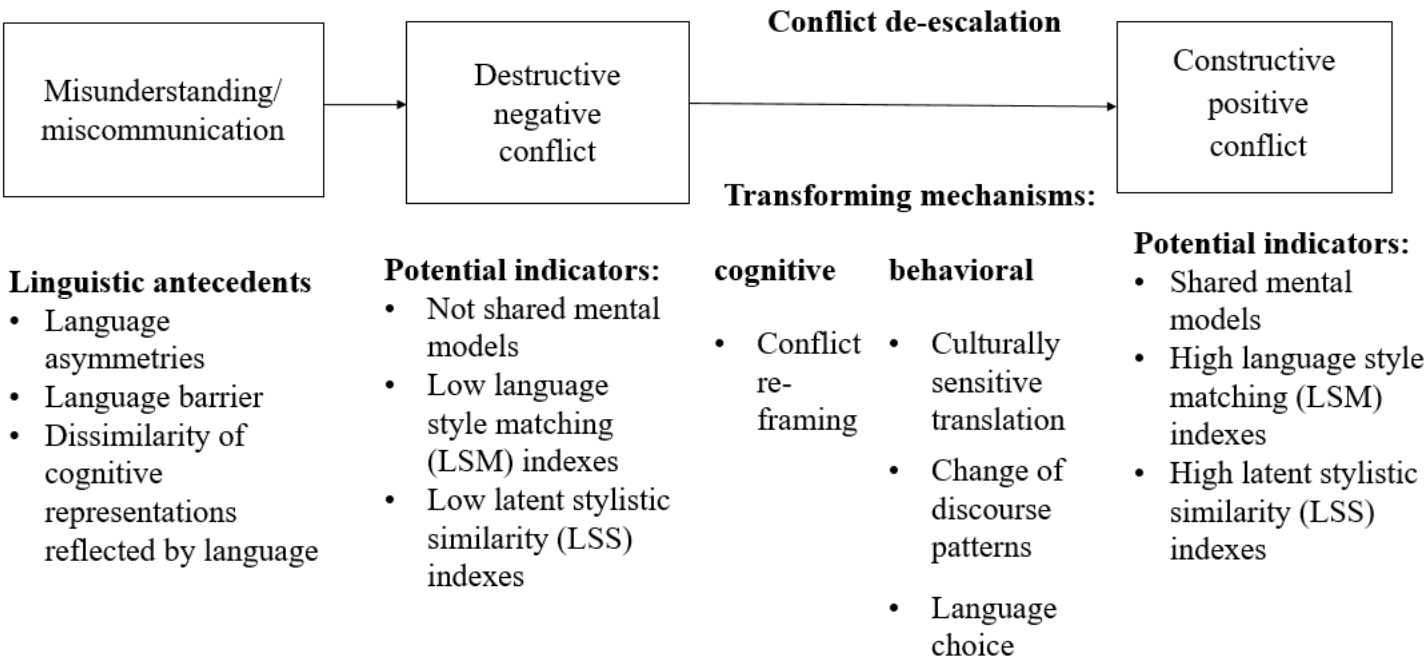 Conflict de-escalation
Misunderstanding/
miscommunication
Destructive
negative
conflict
Constructive
positive
conflict
Transforming mechanisms:
Linguistic antecedents
• Language
asymmetries
• Language barrier
• Dissimilarity of
cognitive
representations
reflected by language
Potential indicators:
• Not shared mental
models
• Low language
style matching
(LSM) indexes
• Low latent stylistic
similarity (LSS)
indexes
cognitive
• Conflict
re-
framing
behavioral
• Culturally
sensitive
translation
• Change of
discourse
patterns
• Language
choice
Potential indicators:
• Shared mental
models
• High language style
matching (LSM)
indexes
• High latent stylistic
similarity (LSS)
indexes